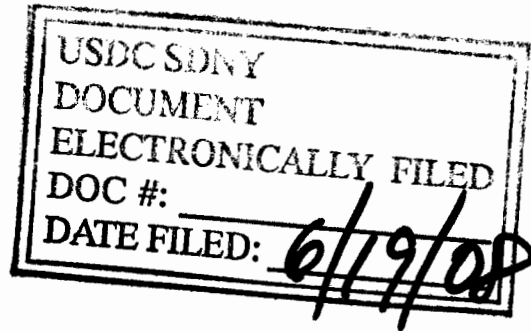 USDC SDNY
DOCUMENT
ELECTRONICALLY FILED
DOC #:
DATE FILED: 6/19/08